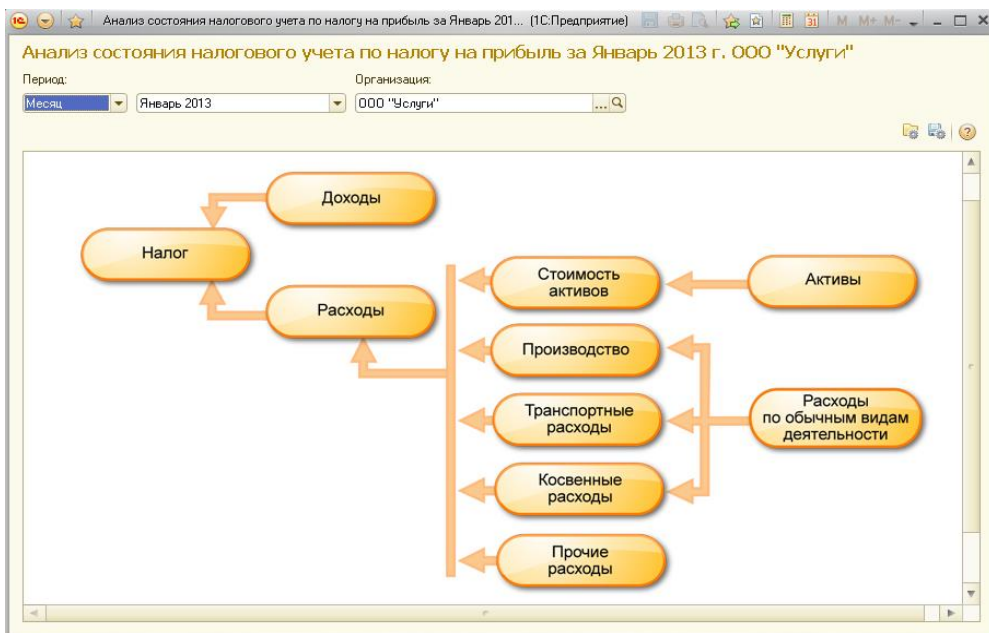 Анализ состояния налогового учета по налогу на прибыль за Январь 201... (1С:Предприятие)
M M+ M-
Анализ состояния налогового учета по налогу на прибыль за Январь 2013 г. ООО "Услуги"
Период:
Организация:
Месяц
Январь 2013
ООО "Услуги"
...
Доходы
Налог
Расходы
Стоимость
активов
Активы
Производство
Транспортные
расходы
Расходы
по обычным видам
деятельности
Косвенные
расходы
Прочие
расходы